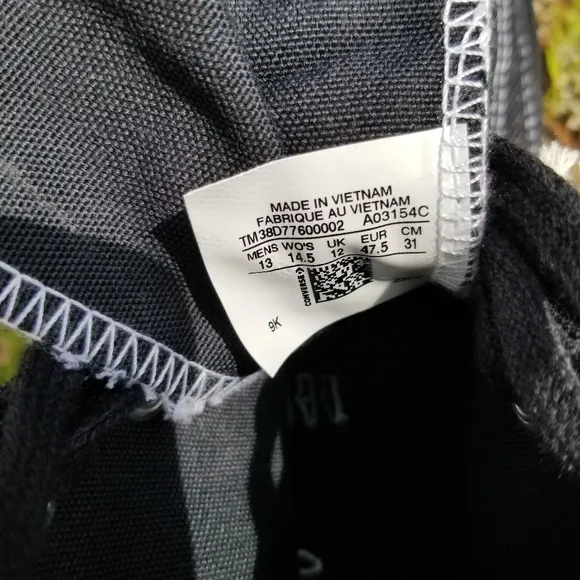 MADE IN VIETNAM
FABRIQUE AU VIETNAM
TM38D77600002 A03154C
MENS WO'S UK EUR CM
13 14.5 12 47.5 31
CONVERSE
9K